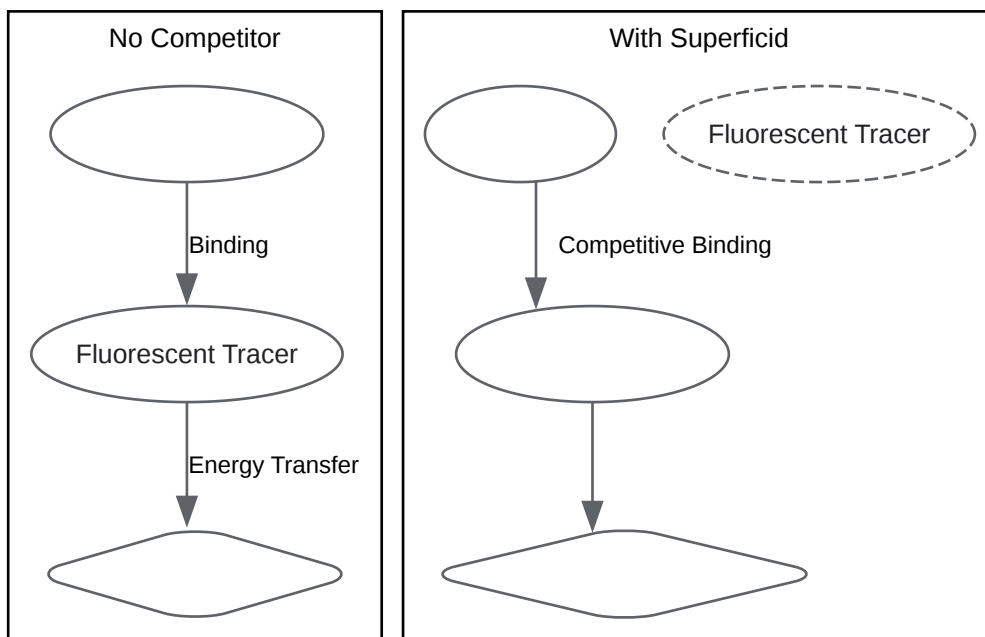 No Competitor
Binding
Fluorescent Tracer
Energy Transfer
With Superficid
Fluorescent Tracer
Competitive Binding